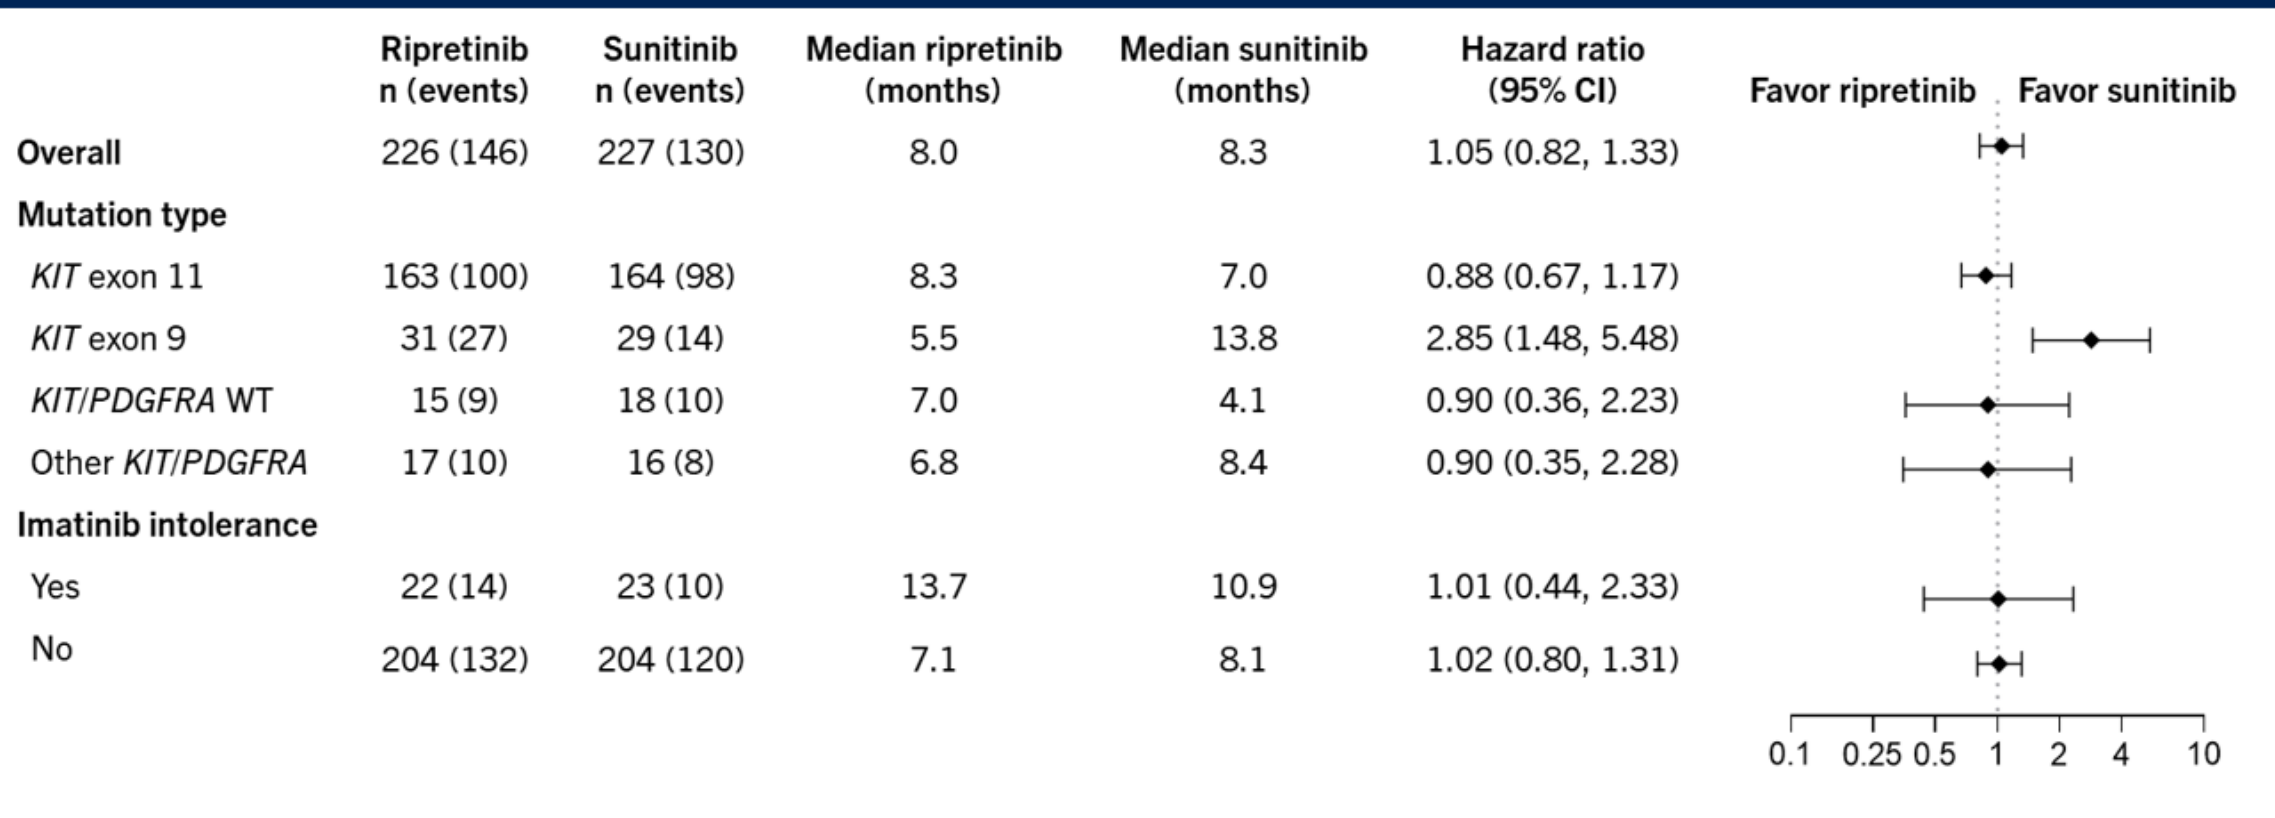 Ripretinib Sunitinib Median ripretinib Median sunitinib Hazard ratio
n (events) n (events) (months) (months) (95% CI) Favor ripretinib Favor sunitinib
Overall 226 (146) 227 (130) 8.0 8.3 1.05 (0.82, 1.33)
Mutation type
KIT exon 11 163 (100) 164 (98) 8.3 7.0 0.88 (0.67, 1.17)
KIT exon 9 31 (27) 29 (14) 5.5 13.8 2.85 (1.48, 5.48)
KIT/PDGFRA WT 15 (9) 18 (10) 7.0 4.1 0.90 (0.36, 2.23)
Other KIT/PDGFRA 17 (10) 16 (8) 6.8 8.4 0.90 (0.35, 2.28)
Imatinib intolerance
Yes 22 (14) 23 (10) 13.7 10.9 1.01 (0.44, 2.33)
No 204 (132) 204 (120) 7.1 8.1 1.02 (0.80, 1.31)
0.1 0.25 0.5 1 2 4 10